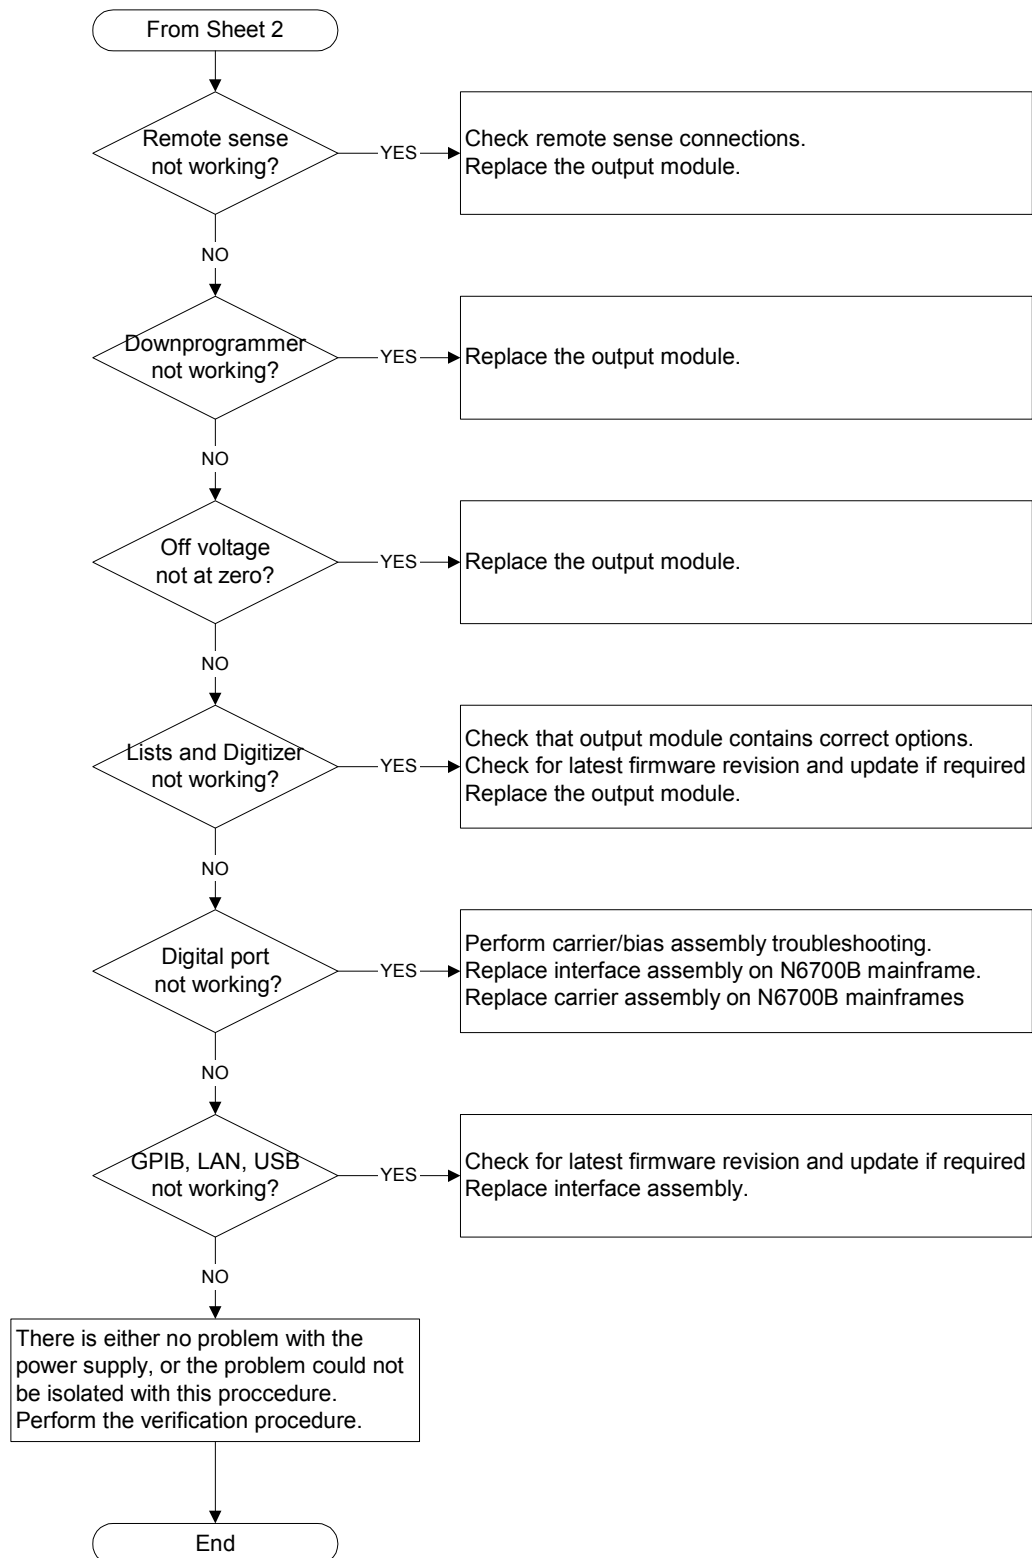 From Sheet 2
Remote sense
not working?
YES
Check remote sense connections.
Replace the output module.
NO
Downprogrammer
not working?
YES
Replace the output module.
NO
Off voltage
not at zero?
YES
Replace the output module.
NO
Lists and Digitizer
not working?
YES
Check that output module contains correct options.
Check for latest firmware revision and update if required
Replace the output module.
NO
Digital port
not working?
YES
Perform carrier/bias assembly troubleshooting.
Replace interface assembly on N6700B mainframe.
Replace carrier assembly on N6700B mainframes
NO
GPIB, LAN, USB
not working?
YES
Check for latest firmware revision and update if required
Replace interface assembly.
NO
There is either no problem with the
power supply, or the problem could not
be isolated with this proccedure.
Perform the verification procedure.
End